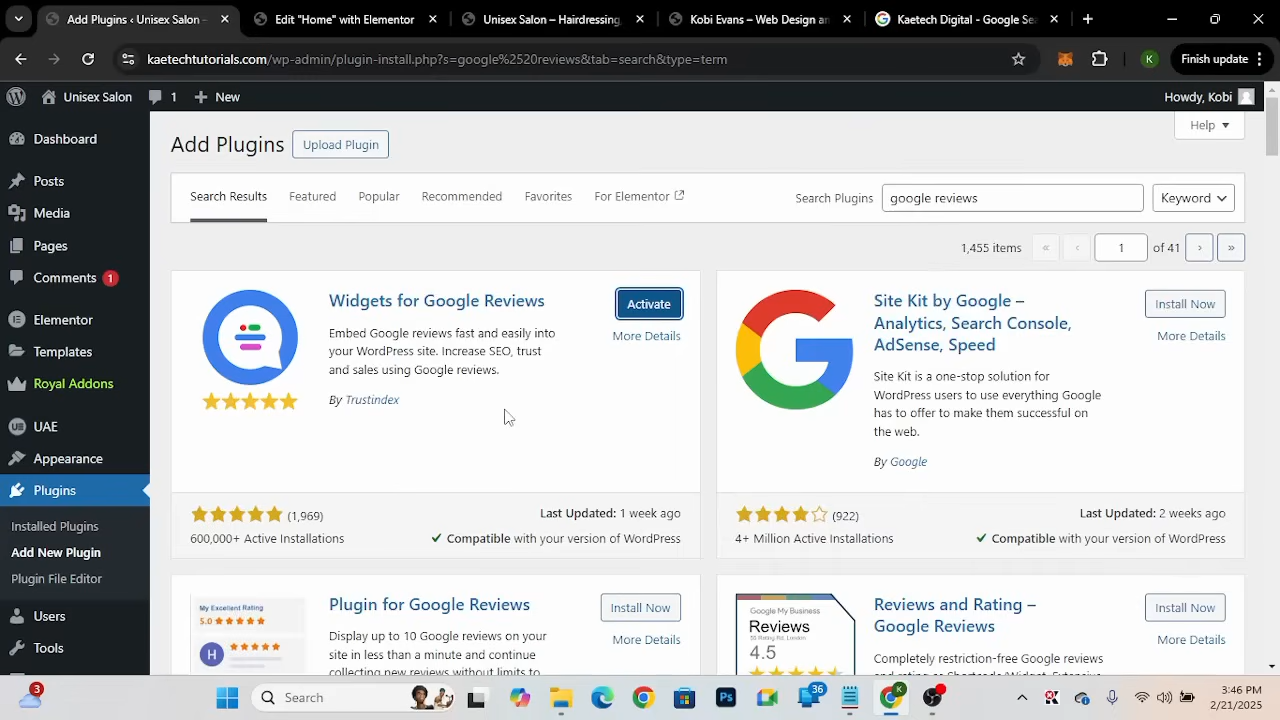 Add Plugins ‹ Unisex Salon –
Edit "Home" with Elementor
Unisex Salon – Hairdressing,
Kobi Evans – Web Design an
Kaetech Digital - Google Se
kaetechtutorials.com/wp-admin/plugin-install.php?s=google%2520reviews&tab=search&type=term
K
Finish update
Unisex Salon
1
New
Howdy, Kobi
Dashboard
Posts
Media
Pages
Comments 1
Elementor
Templates
Royal Addons
UAE
Appearance
Plugins
Installed Plugins
Add New Plugin
Plugin File Editor
Users
Tools
Add Plugins
Upload Plugin
Help
Search Results
Featured
Popular
Recommended
Favorites
For Elementor
Search Plugins
google reviews
Keyword
1,455 items
«
‹
1
of 41
›
»
Widgets for Google Reviews
Activate
More Details
Embed Google reviews fast and easily into
your WordPress site. Increase SEO, trust
and sales using Google reviews.
By Trustindex
(1,969)
600,000+ Active Installations
Last Updated: 1 week ago
Compatible with your version of WordPress
Site Kit by Google –
Analytics, Search Console,
AdSense, Speed
Install Now
More Details
Site Kit is a one-stop solution for
WordPress users to use everything Google
has to offer to make them successful on
the web.
By Google
(922)
4+ Million Active Installations
Last Updated: 2 weeks ago
Compatible with your version of WordPress
My Excellent Rating
5.0
H
Plugin for Google Reviews
Install Now
More Details
Display up to 10 Google reviews on your
site in less than a minute and continue
collecting new reviews without limits to
Google My Business
Reviews
4.5
Reviews and Rating –
Google Reviews
Install Now
More Details
Completely restriction-free Google reviews
3
Search
36
K
3:46 PM
2/21/2025